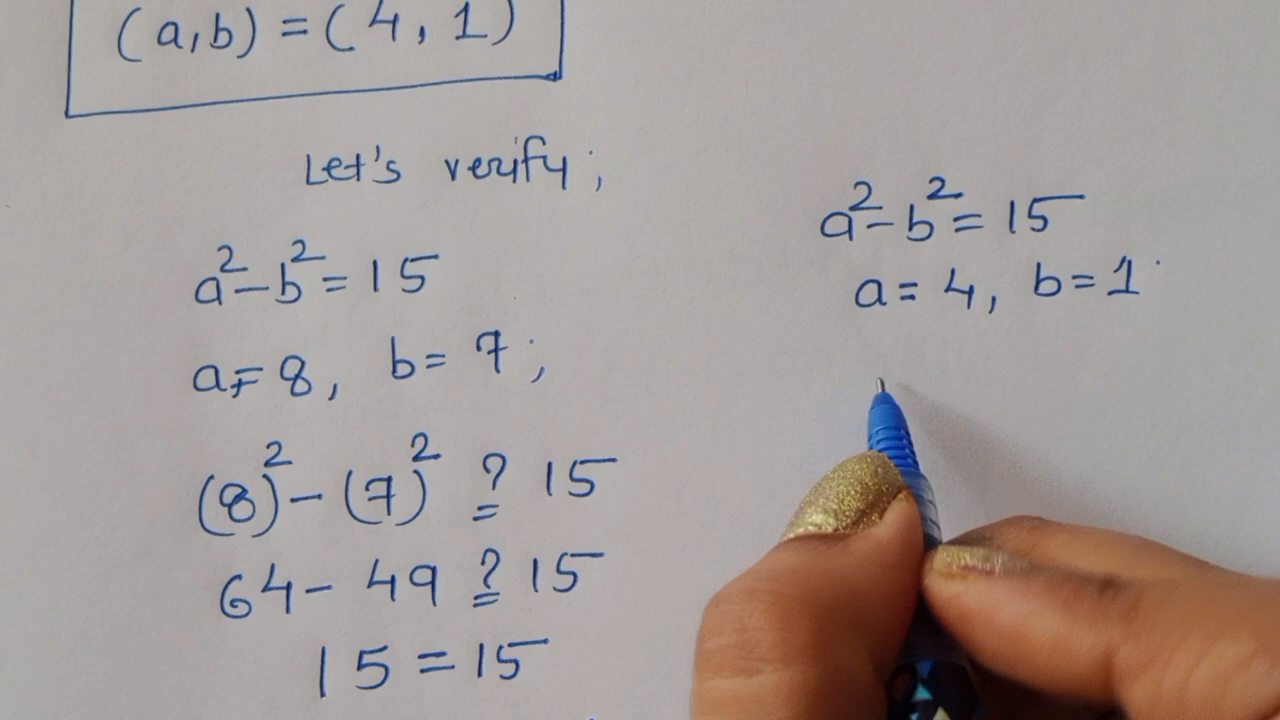 (a,b) = (4, 1)
Let's verify;
a²-b²= 15
a= 8, b= 7;
(8)²- (7)² ≟ 15
64- 49 ≟ 15
15 = 15
a²-b²= 15
a= 4, b= 1